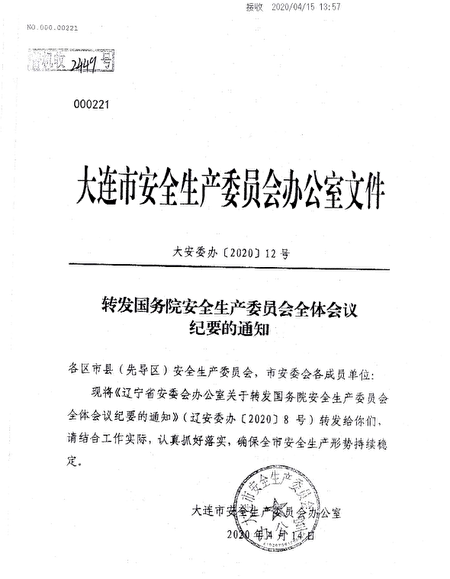 接收 2020/04/15 13:57
NO.600.00221
机收2449号
000221
大连市安全生产委员会办公室文件
大安委办〔2020〕12号
转发国务院安全生产委员会全体会议
纪要的通知
各区市县（先导区）安全生产委员会，市安委会各成员单位：
现将《辽宁省安委会办公室关于转发国务院安全生产委员会
全体会议纪要的通知》（辽安委办〔2020〕8号）转发给你们，
请结合工作实际，认真抓好落实，确保全市安全生产形势持续稳
定。
大连市安全生产委员会办公室
2020年4月14日